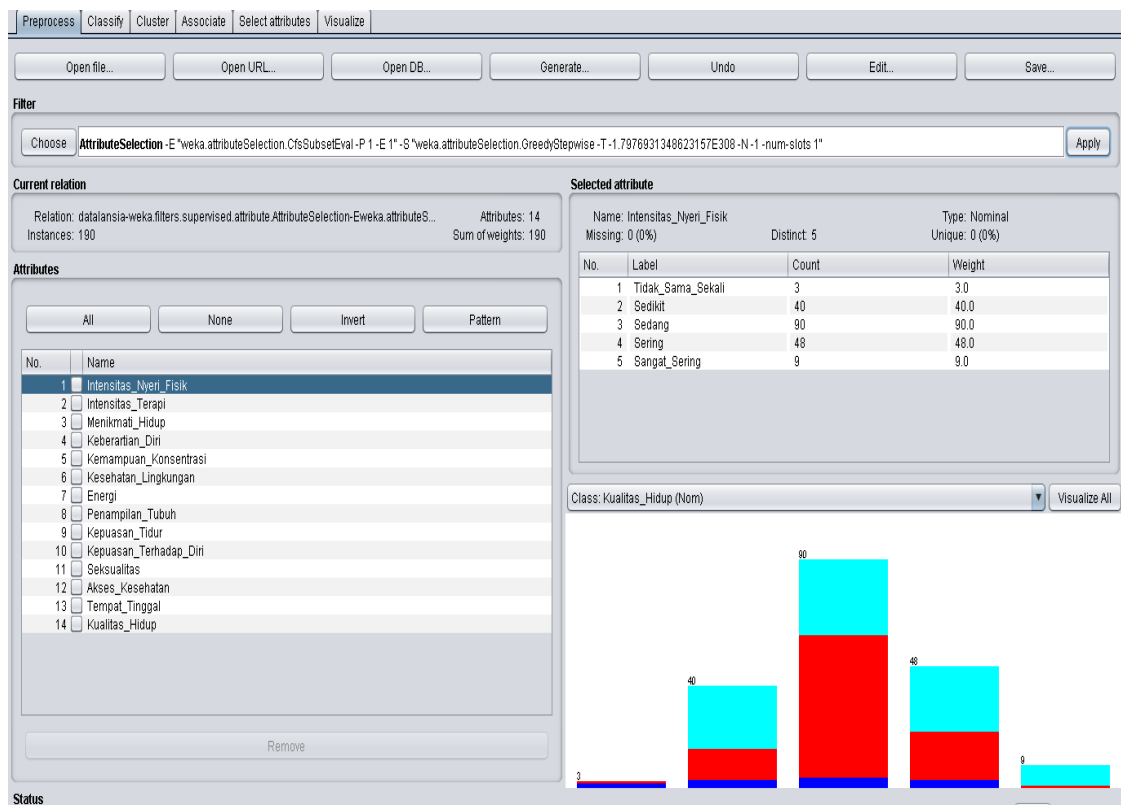 Preprocess Classify Cluster Associate Select attributes Visualize
Open file... Open URL... Open DB... Generate... Undo Edit... Save...
Filter
Choose AttributeSelection -E "weka.attributeSelection.CfsSubsetEval -P 1 -E 1" -S "weka.attributeSelection.GreedyStepwise -T -1.7976931348623157E308 -N -1 -num-slots 1" Apply
Current relation
Relation: datalansia-weka.filters.supervised.attribute.AttributeSelection-Eweka.attributeS... Attributes: 14
Instances: 190 Sum of weights: 190
Attributes
All None Invert Pattern
No. Name
1 Intensitas_Nyeri_Fisik
2 Intensitas_Terapi
3 Menikmati_Hidup
4 Keberartian_Diri
5 Kemampuan_Konsentrasi
6 Kesehatan_Lingkungan
7 Energi
8 Penampilan_Tubuh
9 Kepuasan_Tidur
10 Kepuasan_Terhadap_Diri
11 Seksualitas
12 Akses_Kesehatan
13 Tempat_Tinggal
14 Kualitas_Hidup
Remove
Status
Selected attribute
Name: Intensitas_Nyeri_Fisik Type: Nominal
Missing: 0 (0%) Distinct: 5 Unique: 0 (0%)
No. Label Count Weight
1 Tidak_Sama_Sekali 3 3.0
2 Sedikit 40 40.0
3 Sedang 90 90.0
4 Sering 48 48.0
5 Sangat_Sering 9 9.0
Class: Kualitas_Hidup (Nom) Visualize All
3 40 90 48 9